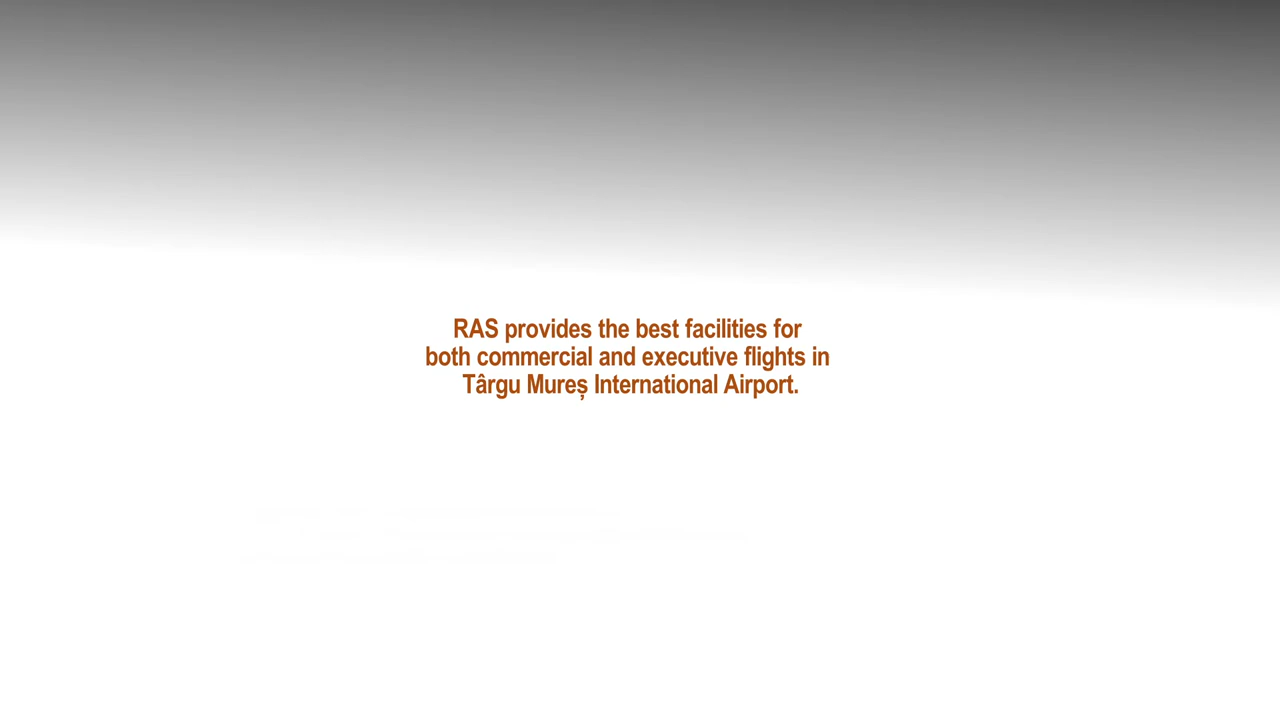 RAS provides the best facilities for
both commercial and executive flights in
Târgu Mureș International Airport.